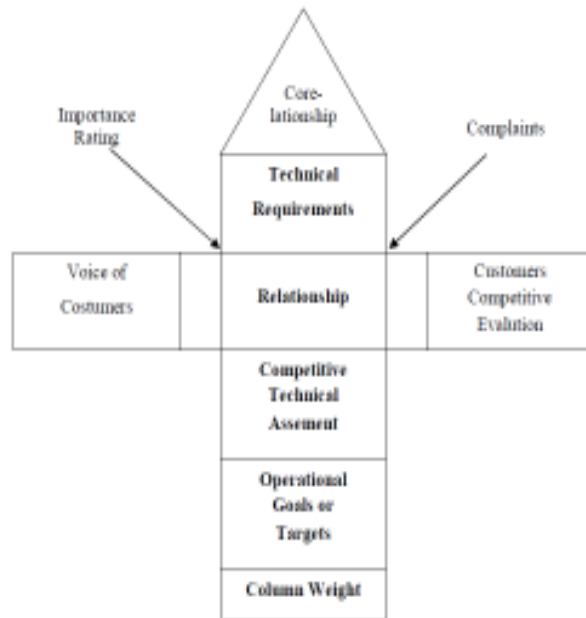 Core-
lationship
Importance
Rating
Complaints
Technical
Requirements
Voice of
Costumers
Relationship
Customers
Competitive
Evalution
Competitive
Technical
Assement
Operational
Goals or
Targets
Column Weight